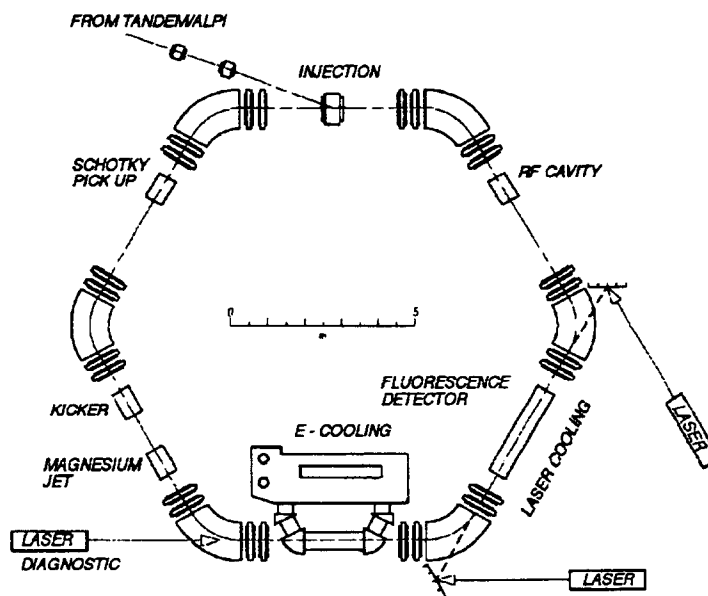 FROM TANDEM/ALPI
INJECTION
SCHOTKY
PICK UP
RF CAVITY
0
5
FLUORESCENCE
DETECTOR
LASER
KICKER
E - COOLING
LASER COOLING
MAGNESIUM
JET
LASER
DIAGNOSTIC
LASER